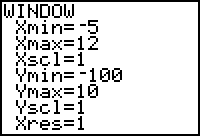 WINDOW
Xmin=-5
Xmax=12
Xscl=1
Ymin=-100
Ymax=10
Yscl=1
Xres=1